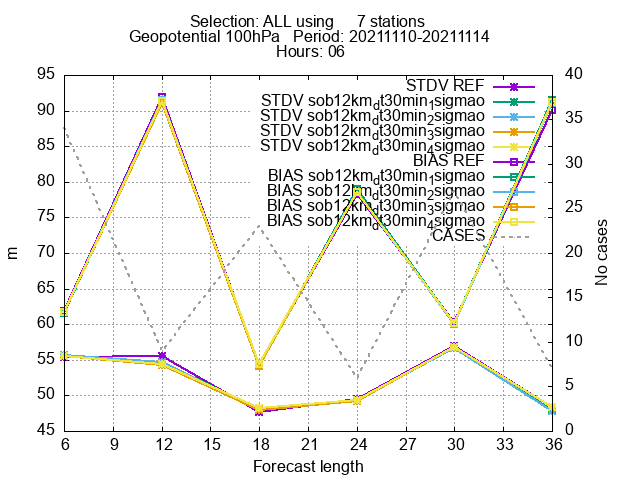 Selection: ALL using 7 stations
Geopotential 100hPa Period: 20211110-20211114
Hours: 06
95 40
STDV REF
STDV sob12km_dt30min_1sigmao
90 35
STDV sob12km_dt30min_2sigmao
STDV sob12km_dt30min_3sigmao
85 STDV sob12km_dt30min_4sigmao
BIAS REF 30
80 BIAS sob12km_dt30min_1sigmao
BIAS sob12km_dt30min_2sigmao
BIAS sob12km_dt30min_3sigmao 25
75 BIAS sob12km_dt30min_4sigmao
CASES
70 20
m No cases
65 15
60 10
55
50 5
45 0
6 9 12 15 18 21 24 27 30 33 36
Forecast length